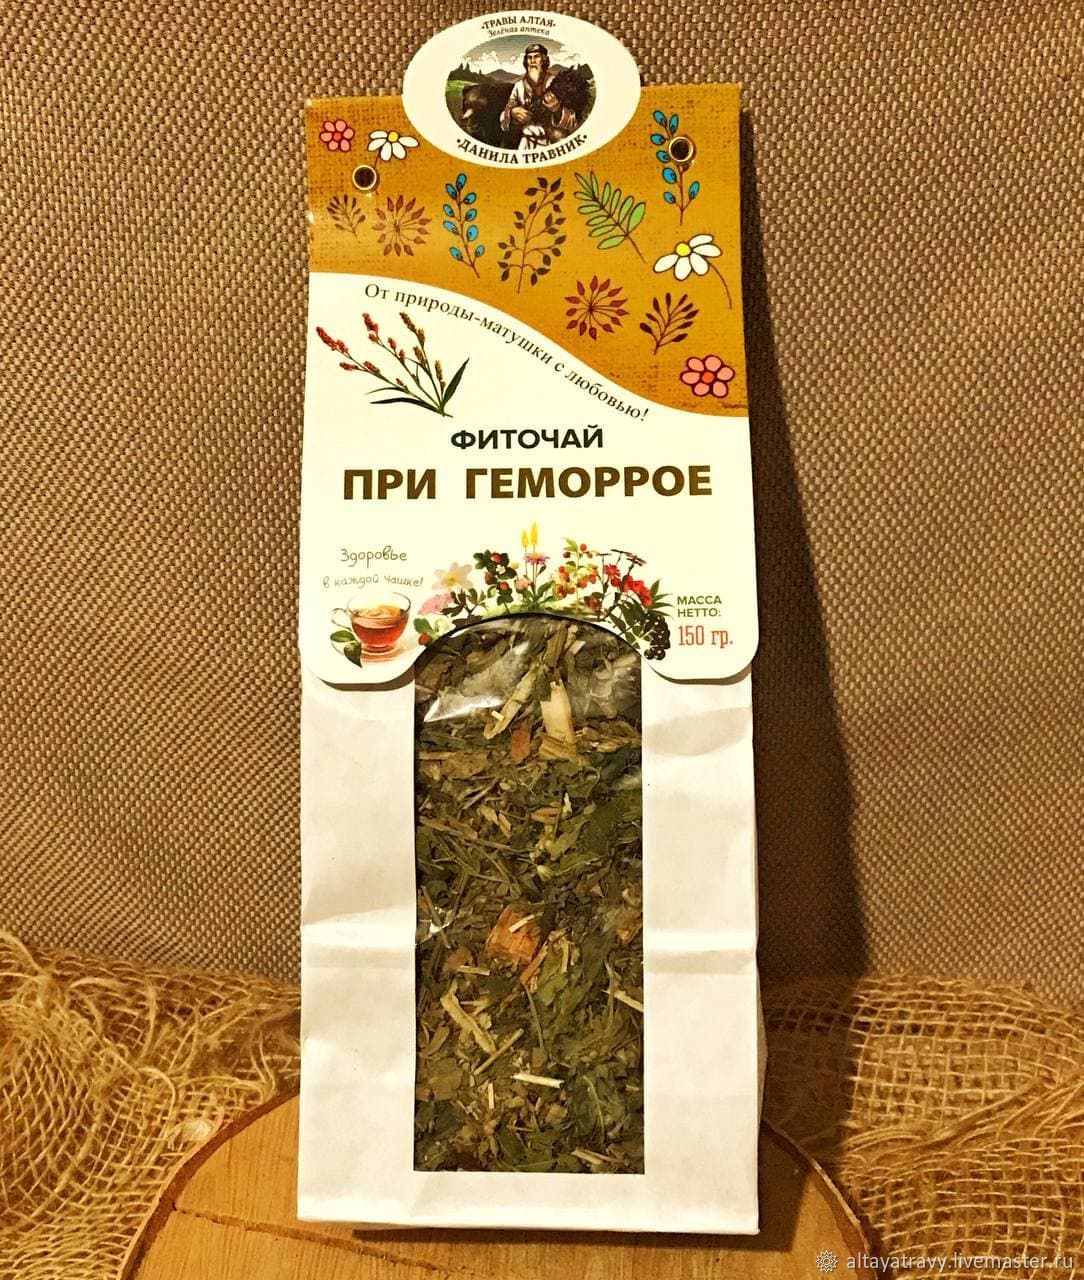 ·ТРАВЫ АЛТАЯ·
Зелёная аптека
·ДАНИЛА ТРАВНИК·
От природы-матушки с любовью!
ФИТОЧАЙ
ПРИ ГЕМОРРОЕ
Здоровье
в каждой чашке!
МАССА
НЕТТО:
150 гр.
altayatravy.livemaster.ru